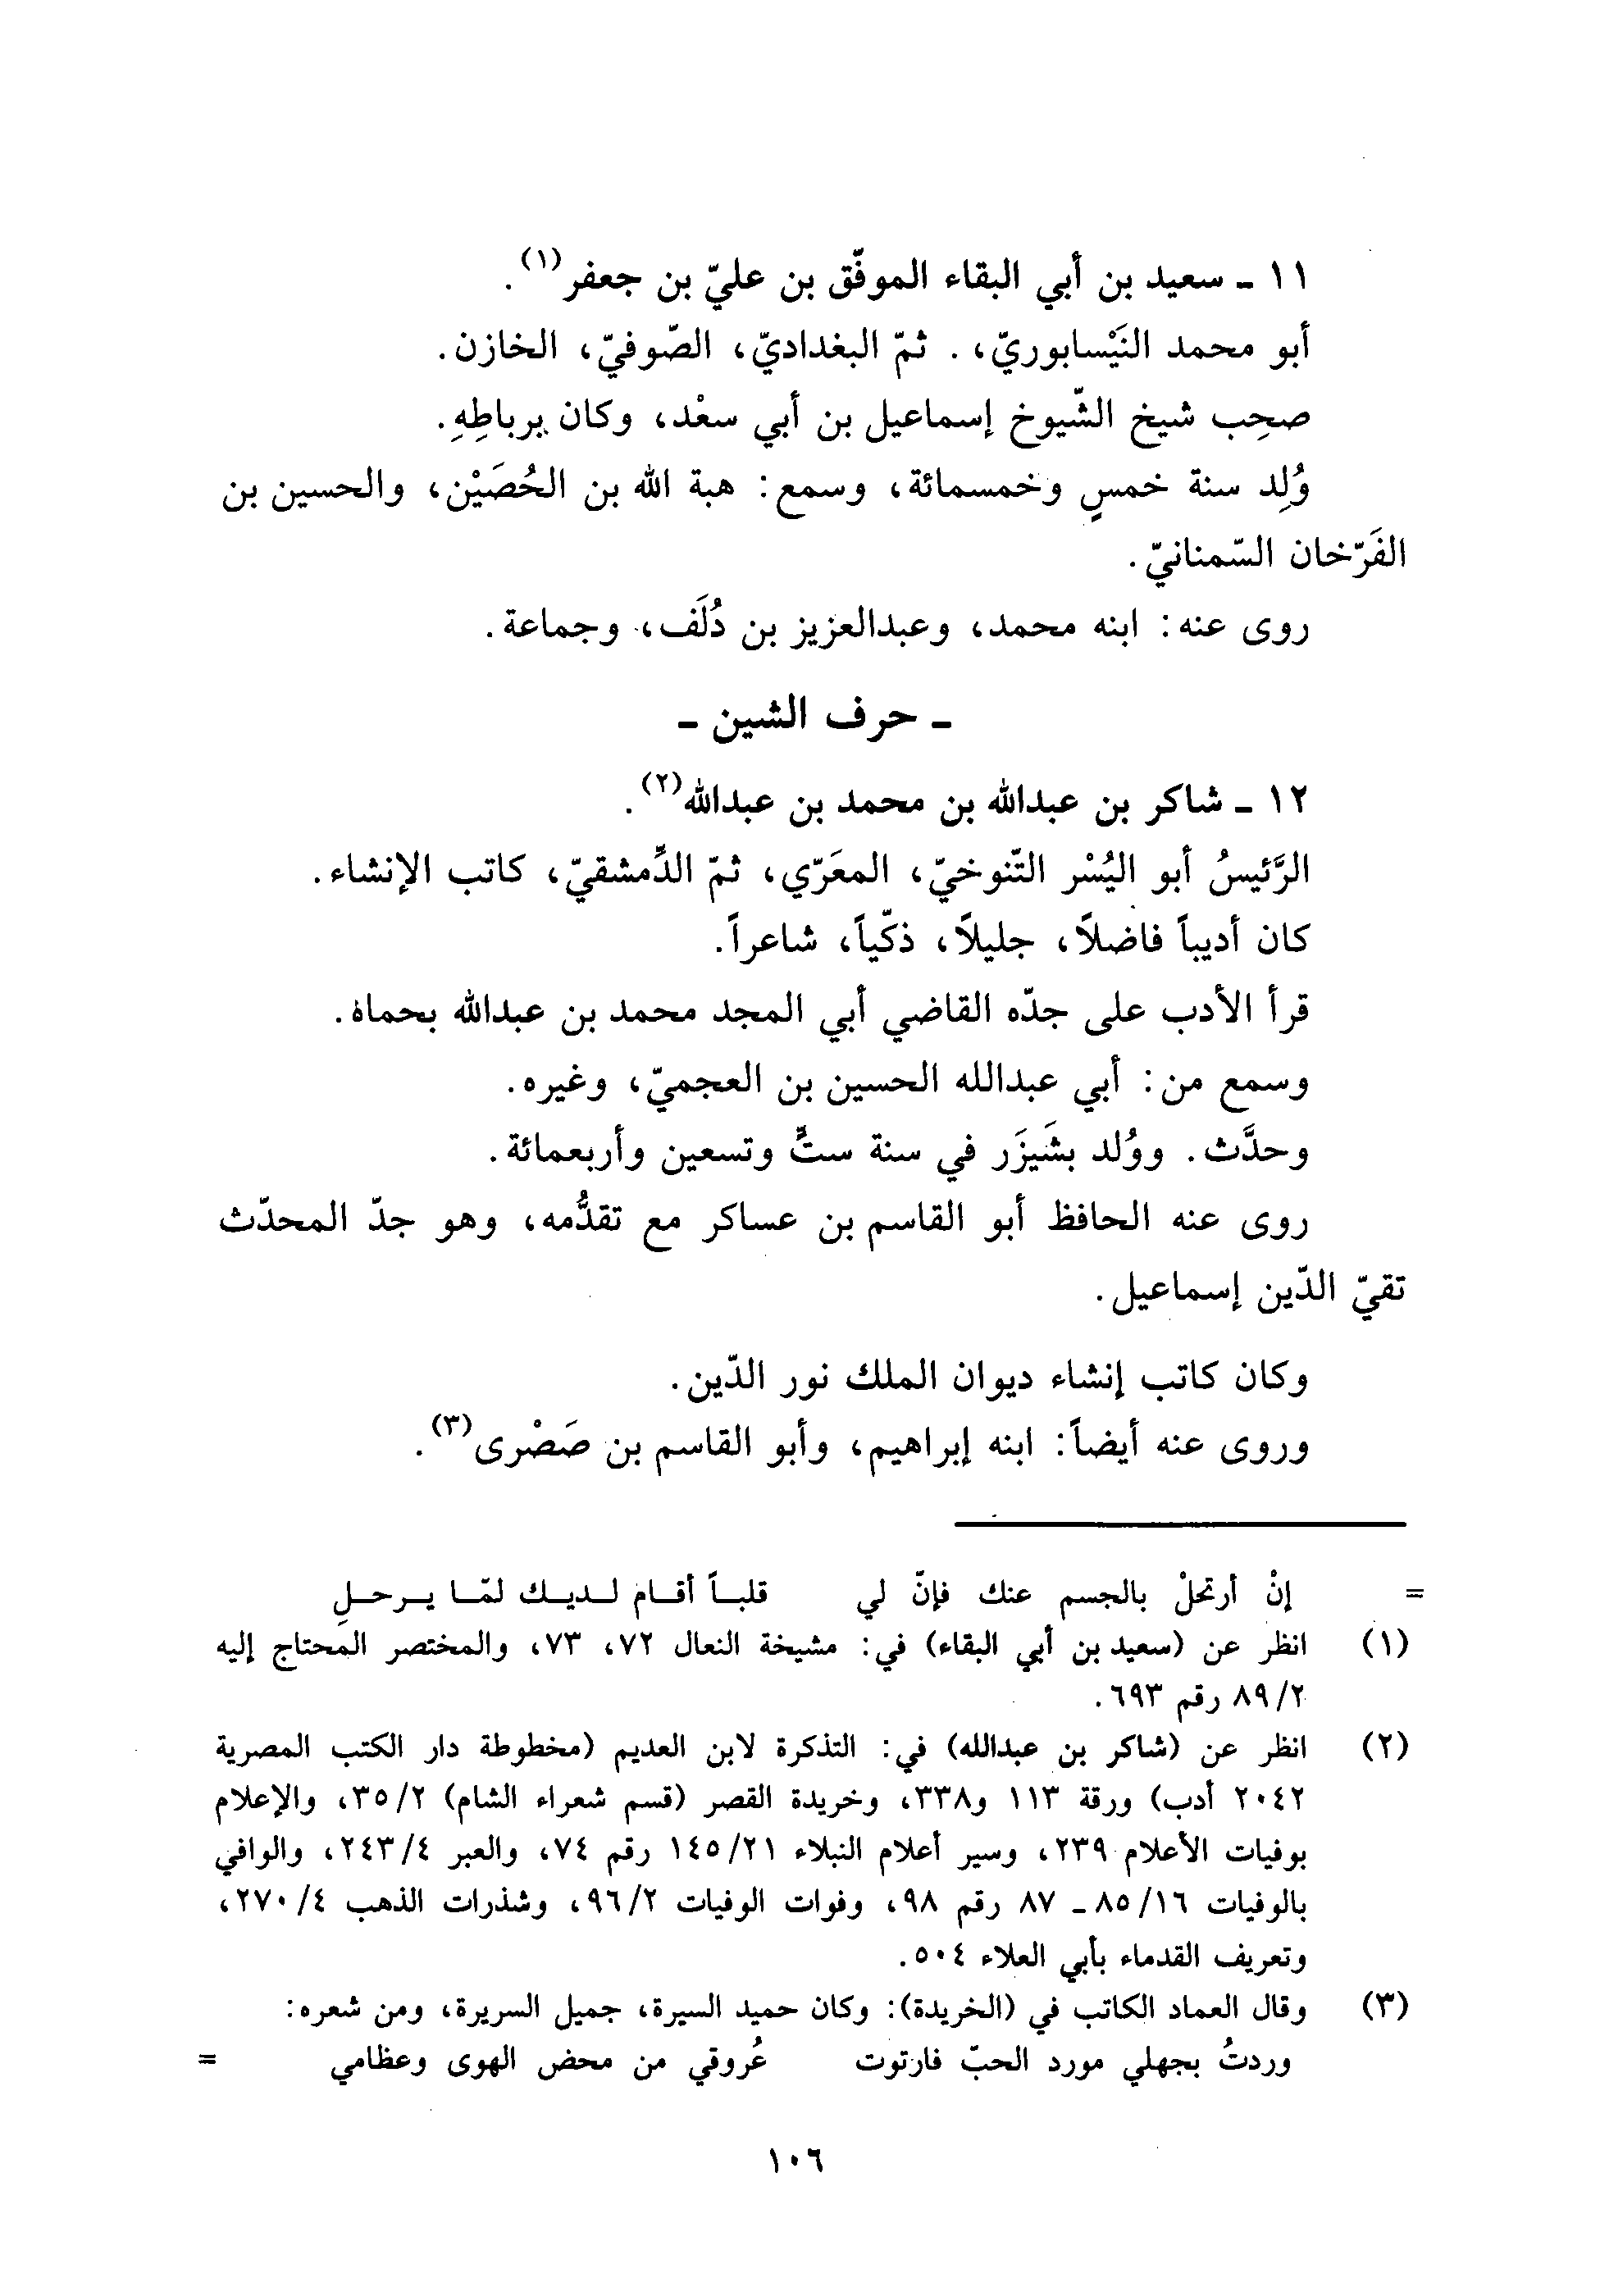 ١١ ـ سعيد بن أبي البقاء الموفّق بن عليّ بن جعفر(١).
أبو محمد النَيْسابوريّ، . ثمّ البغداديّ، الصّوفيّ، الخازن.
صحِب شيخ الشّيوخ إسماعيل بن أبي سعْد، وكان برباطِهِ.
وُلِد سنة خمسٍ وخمسمائة، وسمع: هبة الله بن الحُصَيْن، والحسين بن
الفَرّخان السّمنانيّ.
روى عنه: ابنه محمد، وعبدالعزيز بن دُلَف، وجماعة.
ـ حرف الشين ـ
١٢ ـ شاكر بن عبدالله بن محمد بن عبدالله(٢).
الرَّئيسُ أبو اليُسْر التّنوخيّ، المعَرّي، ثمّ الدِّمشقيّ، كاتب الإنشاء.
كان أديباً فاضلاً، جليلاً، ذكّياً، شاعراً.
قرأ الأدب على جدّه القاضي أبي المجد محمد بن عبدالله بحماة.
وسمع من: أبي عبدالله الحسين بن العجميّ، وغيره.
وحدَّث. ووُلد بشَيزَر في سنة ستٍّ وتسعين وأربعمائة.
روى عنه الحافظ أبو القاسم بن عساكر مع تقدُّمه، وهو جدّ المحدّث
تقيّ الدّين إسماعيل.
وكان كاتب إنشاء ديوان الملك نور الدّين.
وروى عنه أيضاً: ابنه إبراهيم، وأبو القاسم بن صَصْرى(٣).
= إنْ أرتحلْ بالجسم عنك فإنّ لي قلبـاً أقـام لـديـك لمّـا يـرحـلِ
(١) انظر عن (سعيد بن أبي البقاء) في: مشيخة النعال ٧٢، ٧٣، والمختصر المحتاج إليه
٨٩/٢ رقم ٦٩٣.
(٢) انظر عن (شاكر بن عبدالله) في: التذكرة لابن العديم (مخطوطة دار الكتب المصرية
٢٠٤٢ أدب) ورقة ١١٣ و٣٣٨، وخريدة القصر (قسم شعراء الشام) ٣٥/٢، والإعلام
بوفيات الأعلام ٢٣٩، وسير أعلام النبلاء ١٤٥/٢١ رقم ٧٤، والعبر ٢٤٣/٤، والوافي
بالوفيات ٨٥/١٦ ـ ٨٧ رقم ٩٨، وفوات الوفيات ٩٦/٢، وشذرات الذهب ٢٧٠/٤،
وتعريف القدماء بأبي العلاء ٥٠٤.
(٣) وقال العماد الكاتب في (الخريدة): وكان حميد السيرة، جميل السريرة، ومن شعره:
وردتُ بجهلي مورد الحبّ فارتوت عُروقي من محض الهوى وعظامي =
١٠٦